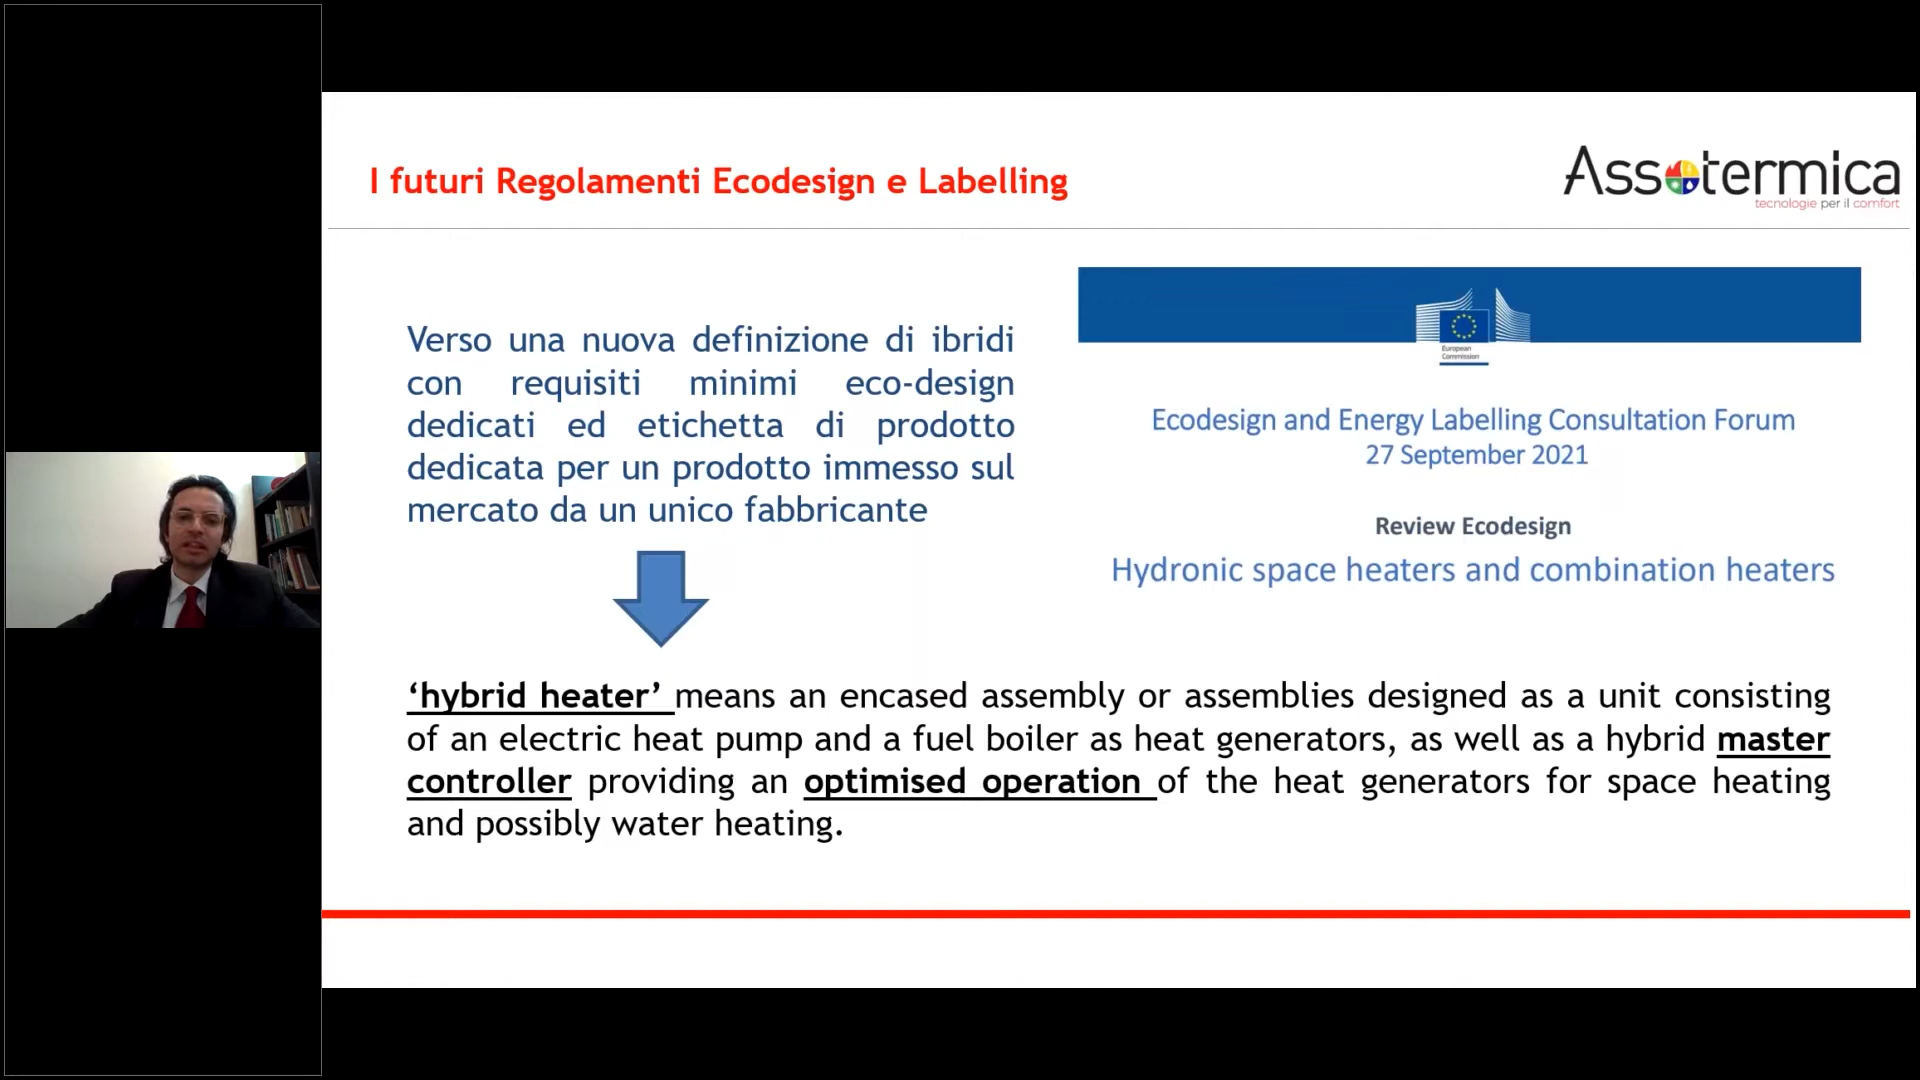 I futuri Regolamenti Ecodesign e Labelling
Assotermica
tecnologie per il comfort
Verso una nuova definizione di ibridi
con requisiti minimi eco-design
dedicati ed etichetta di prodotto
dedicata per un prodotto immesso sul
mercato da un unico fabbricante
European
Commission
Ecodesign and Energy Labelling Consultation Forum
27 September 2021
Review Ecodesign
Hydronic space heaters and combination heaters
‘hybrid heater’ means an encased assembly or assemblies designed as a unit consisting
of an electric heat pump and a fuel boiler as heat generators, as well as a hybrid master
controller providing an optimised operation of the heat generators for space heating
and possibly water heating.